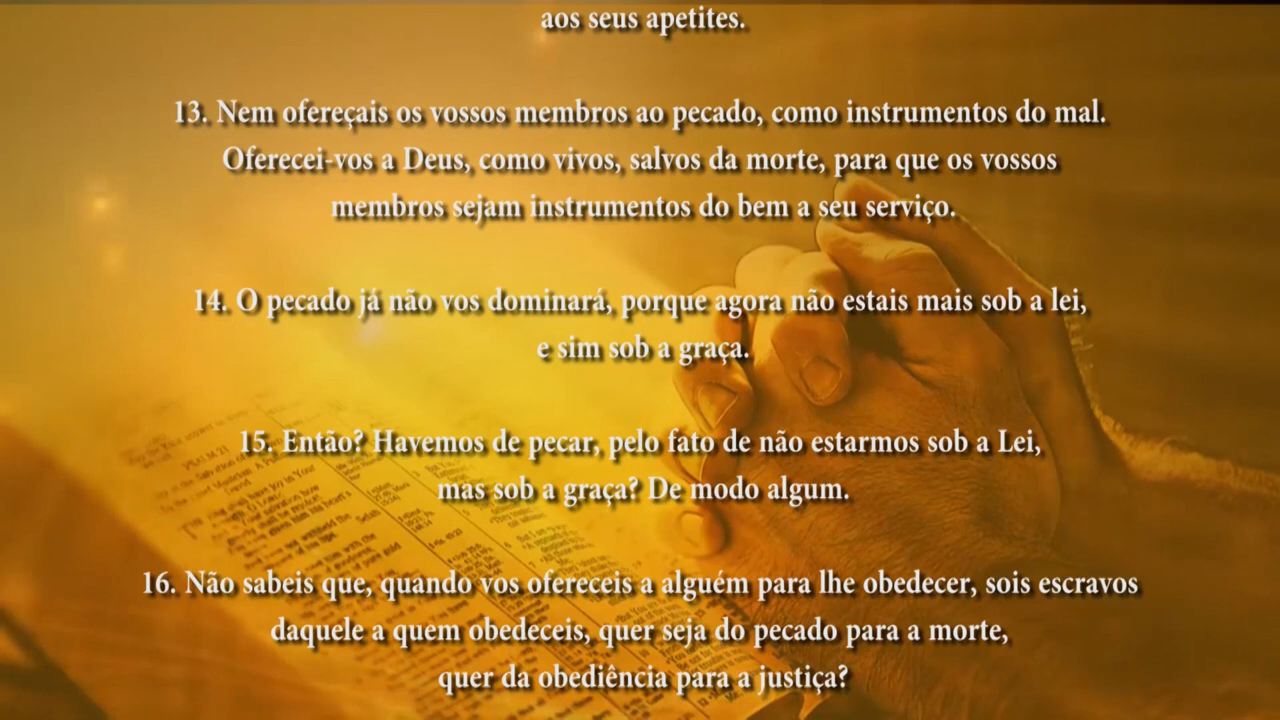 aos seus apetites.
13. Nem ofereçais os vossos membros ao pecado, como instrumentos do mal.
Oferecei-vos a Deus, como vivos, salvos da morte, para que os vossos
membros sejam instrumentos do bem a seu serviço.
14. O pecado já não vos dominará, porque agora não estais mais sob a lei,
e sim sob a graça.
15. Então? Havemos de pecar, pelo fato de não estarmos sob a Lei,
mas sob a graça? De modo algum.
16. Não sabeis que, quando vos ofereceis a alguém para lhe obedecer, sois escravos
daquele a quem obedeceis, quer seja do pecado para a morte,
quer da obediência para a justiça?